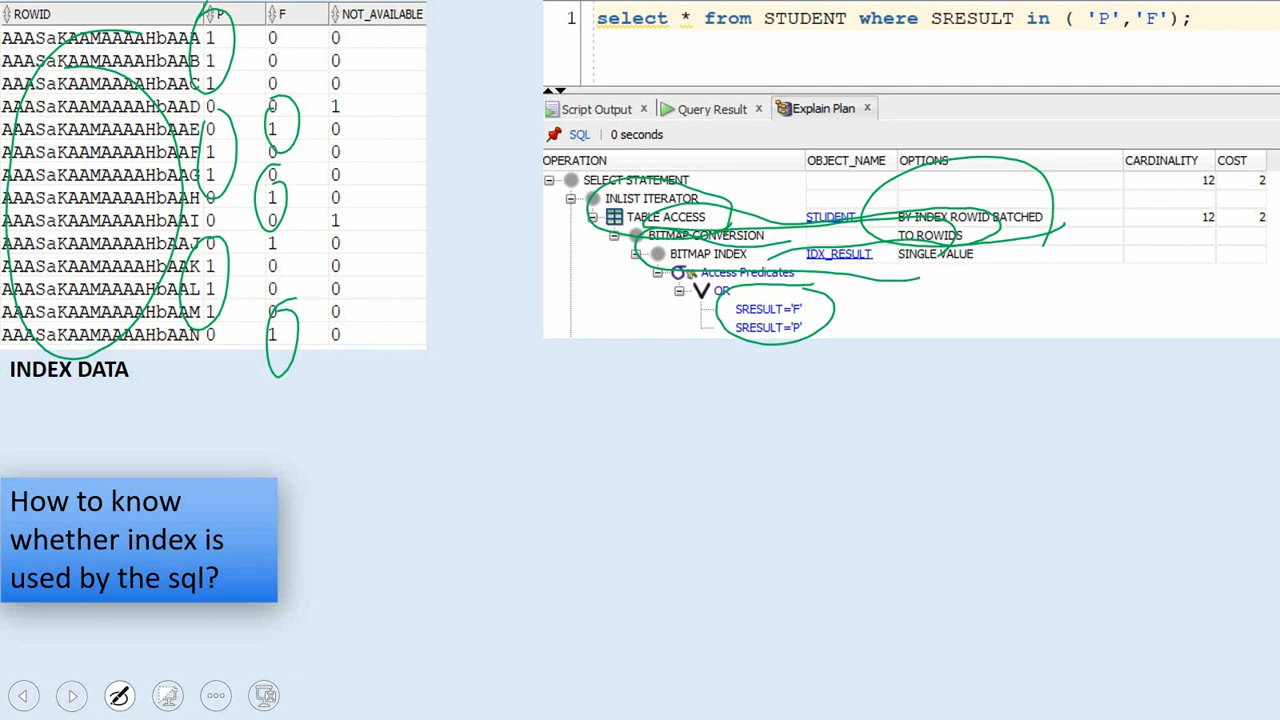 ROWID P F NOT_AVAILABLE
AAASaKAAMAAAAHbAAA 1 0 0
AAASaKAAMAAAAHbAAB 1 0 0
AAASaKAAMAAAAHbAAC 1 0 0
AAASaKAAMAAAAHbAAD 0 0 1
AAASaKAAMAAAAHbAAE 0 1 0
AAASaKAAMAAAAHbAAF 1 0 0
AAASaKAAMAAAAHbAAG 1 0 0
AAASaKAAMAAAAHbAAH 0 1 0
AAASaKAAMAAAAHbAAI 0 0 1
AAASaKAAMAAAAHbAAJ 0 1 0
AAASaKAAMAAAAHbAAK 1 0 0
AAASaKAAMAAAAHbAAL 1 0 0
AAASaKAAMAAAAHbAAM 1 0 0
AAASaKAAMAAAAHbAAN 0 1 0
INDEX DATA
How to know
whether index is
used by the sql?
1 select * from STUDENT where SRESULT in ( 'P','F');
Script Output × Query Result × Explain Plan ×
SQL | 0 seconds
OPERATION OBJECT_NAME OPTIONS CARDINALITY COST
SELECT STATEMENT 12 2
INLIST ITERATOR
TABLE ACCESS STUDENT BY INDEX ROWID BATCHED 12 2
BITMAP CONVERSION TO ROWIDS
BITMAP INDEX IDX_RESULT SINGLE VALUE
Access Predicates
OR
SRESULT='F'
SRESULT='P'